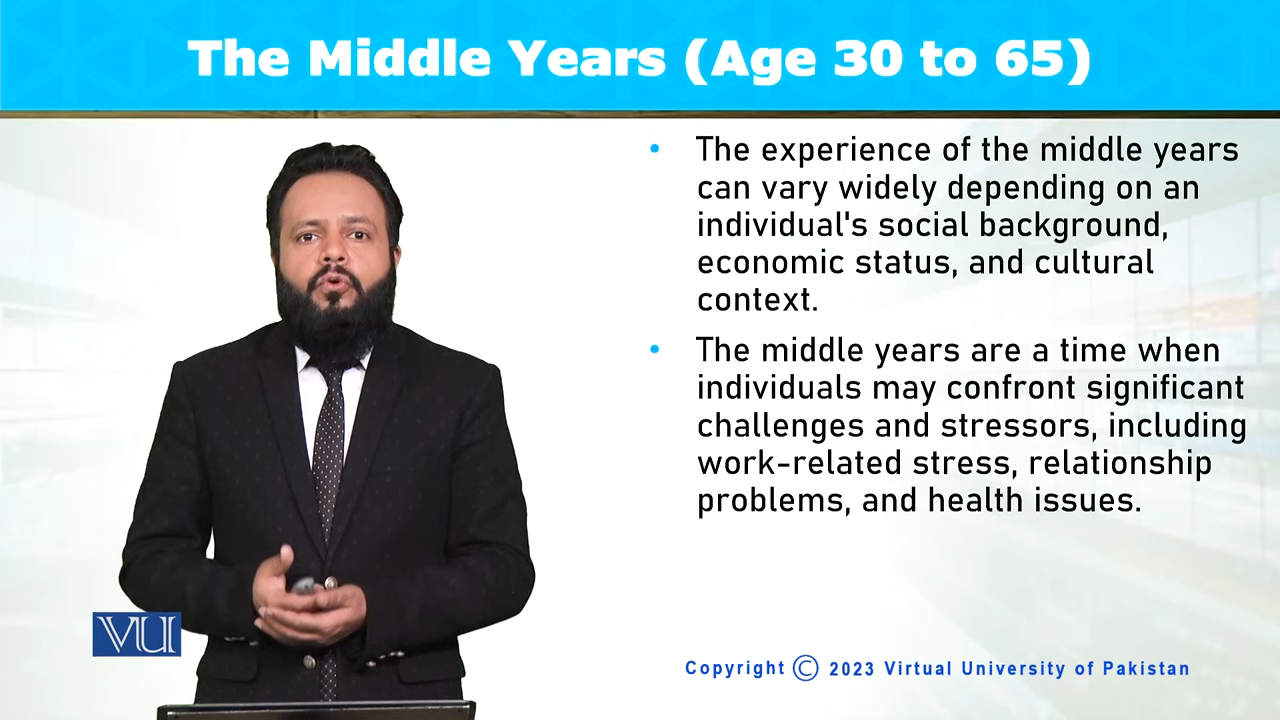 The Middle Years (Age 30 to 65)
• The experience of the middle years
can vary widely depending on an
individual's social background,
economic status, and cultural
context.
• The middle years are a time when
individuals may confront significant
challenges and stressors, including
work-related stress, relationship
problems, and health issues.
VU
Copyright © 2023 Virtual University of Pakistan